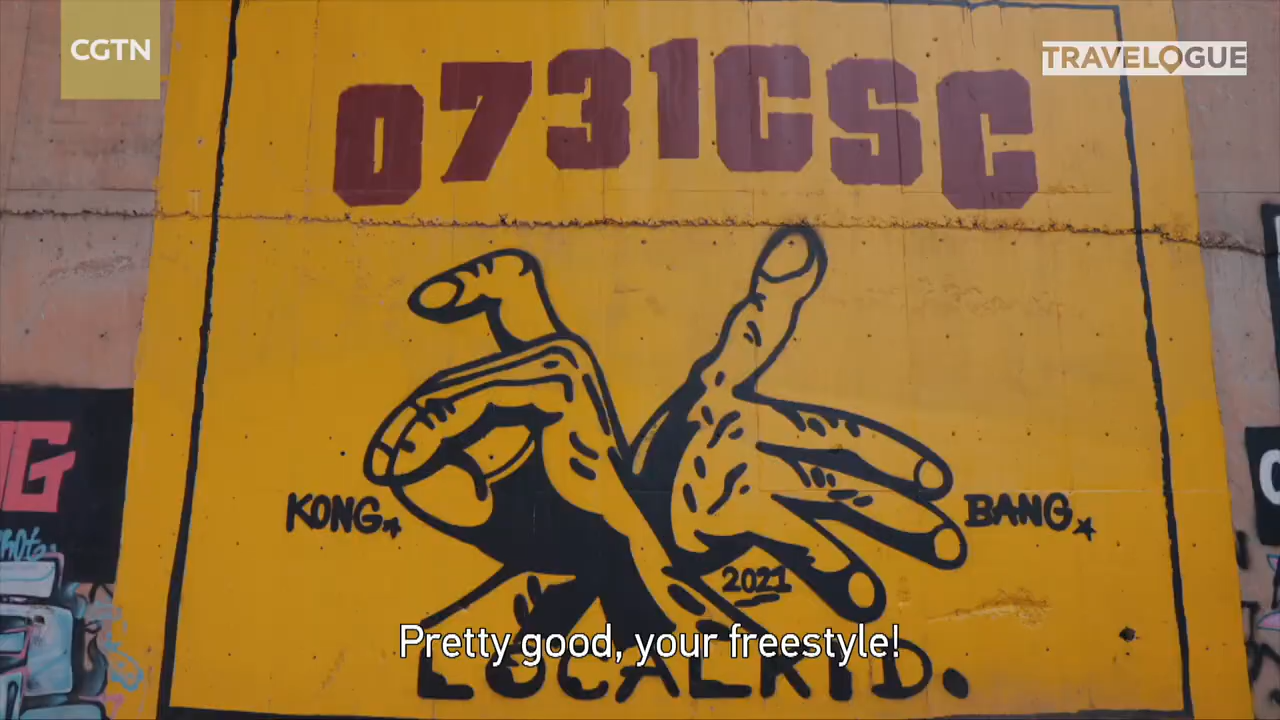 CGTN
TRAVELOGUE
0731CSC
KONG
BANG
2021
Pretty good, your freestyle!
LOCALKID.
G